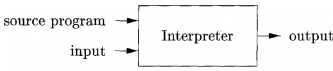 source program
input
Interpreter
output